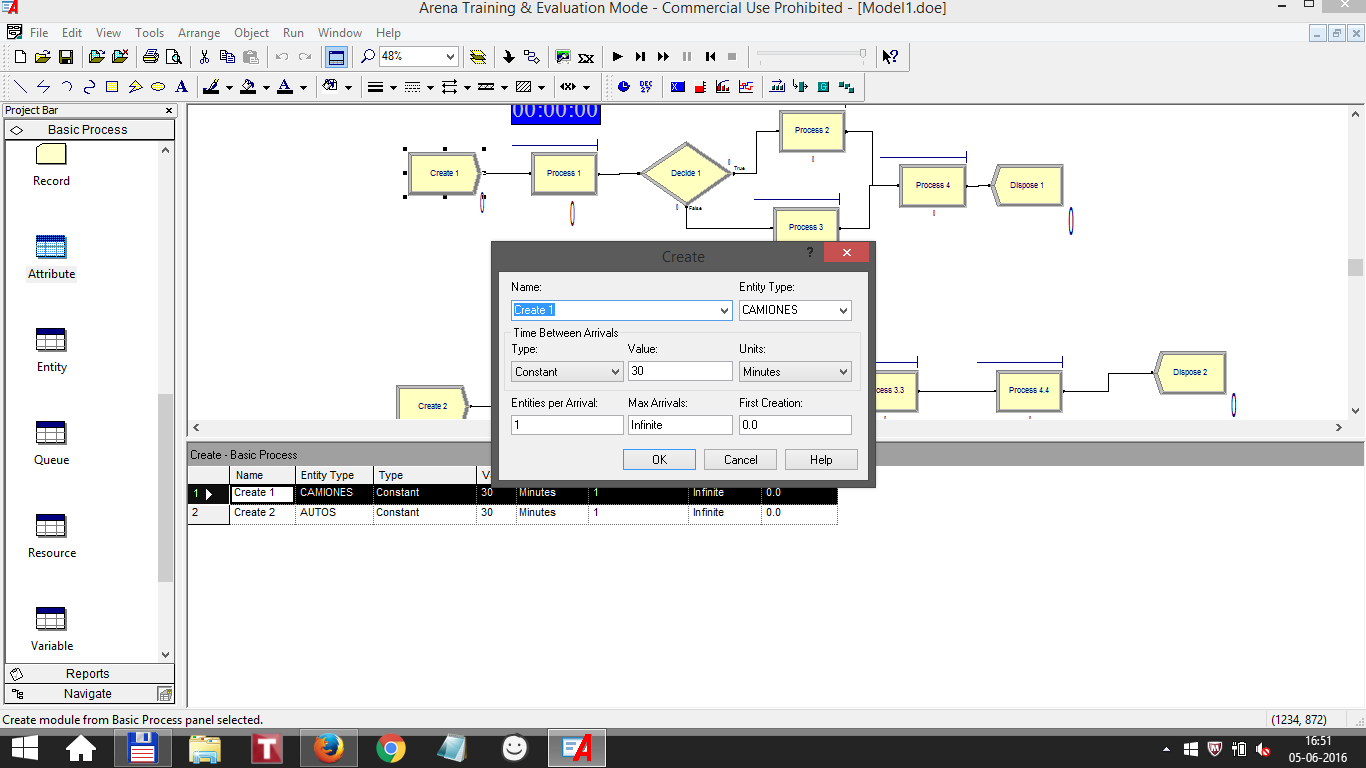 Arena Training & Evaluation Mode - Commercial Use Prohibited - [Model1.doe]
File Edit View Tools Arrange Object Run Window Help
48%
Project Bar
Basic Process
Record
Attribute
Entity
Queue
Resource
Variable
Reports
Navigate
00:00:00
Create 1
Process 1
Decide 1
True
False
Process 2
Process 3
Process 4
Dispose 1
Create 2
cess 3.3
Process 4.4
Dispose 2
Create
Name:
Entity Type:
Create 1
CAMIONES
Time Between Arrivals
Type:
Value:
Units:
Constant
30
Minutes
Entities per Arrival:
Max Arrivals:
First Creation:
1
Infinite
0.0
OK
Cancel
Help
Create - Basic Process
Name Entity Type Type V
1 Create 1 CAMIONES Constant 30 Minutes 1 Infinite 0.0
2 Create 2 AUTOS Constant 30 Minutes 1 Infinite 0.0
Create module from Basic Process panel selected.
(1234, 872)
16:51
05-06-2016